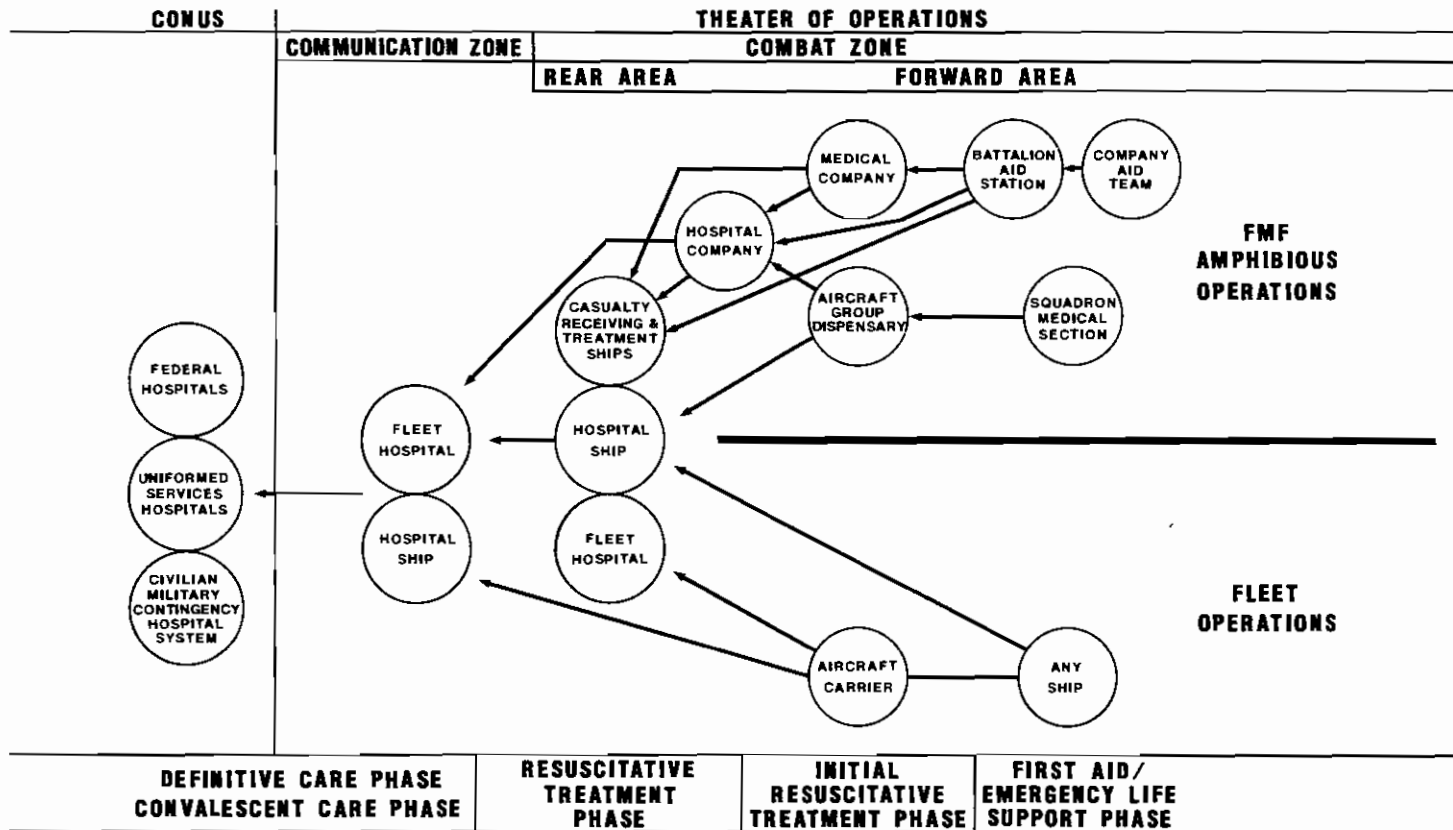 CONUS
THEATER OF OPERATIONS
COMMUNICATION ZONE
COMBAT ZONE
REAR AREA
FORWARD AREA
MEDICAL
COMPANY
BATTALION
AID
STATION
COMPANY
AID
TEAM
HOSPITAL
COMPANY
FMF
AMPHIBIOUS
OPERATIONS
CASUALTY
RECEIVING &
TREATMENT
SHIPS
AIRCRAFT
GROUP
DISPENSARY
SQUADRON
MEDICAL
SECTION
FEDERAL
HOSPITALS
FLEET
HOSPITAL
HOSPITAL
SHIP
UNIFORMED
SERVICES
HOSPITALS
HOSPITAL
SHIP
FLEET
HOSPITAL
CIVILIAN
MILITARY
CONTINGENCY
HOSPITAL
SYSTEM
FLEET
OPERATIONS
AIRCRAFT
CARRIER
ANY
SHIP
DEFINITIVE CARE PHASE
CONVALESCENT CARE PHASE
RESUSCITATIVE
TREATMENT
PHASE
INITIAL
RESUSCITATIVE
TREATMENT PHASE
FIRST AID/
EMERGENCY LIFE
SUPPORT PHASE